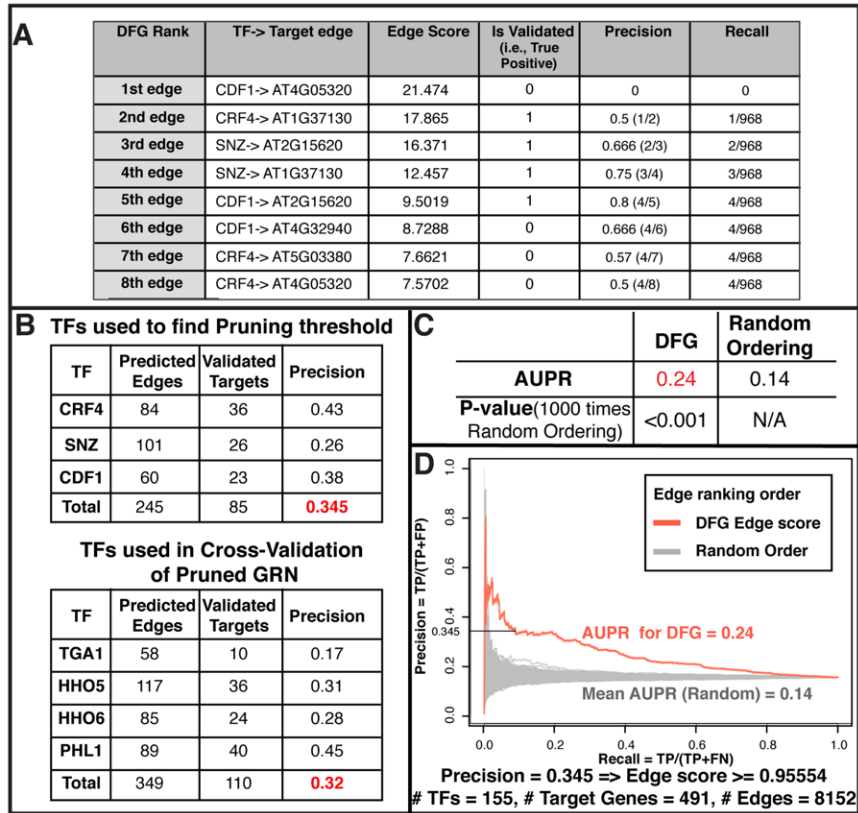 A
DFG Rank TF-> Target edge Edge Score Is Validated (i.e., True Positive) Precision Recall
1st edge CDF1-> AT4G05320 21.474 0 0 0
2nd edge CRF4-> AT1G37130 17.865 1 0.5 (1/2) 1/968
3rd edge SNZ-> AT2G15620 16.371 1 0.666 (2/3) 2/968
4th edge SNZ-> AT1G37130 12.457 1 0.75 (3/4) 3/968
5th edge CDF1-> AT2G15620 9.5019 1 0.8 (4/5) 4/968
6th edge CDF1-> AT4G32940 8.7288 0 0.666 (4/6) 4/968
7th edge CRF4-> AT5G03380 7.6621 0 0.57 (4/7) 4/968
8th edge CRF4-> AT4G05320 7.5702 0 0.5 (4/8) 4/968
B
TFs used to find Pruning threshold
TF Predicted Edges Validated Targets Precision
CRF4 84 36 0.43
SNZ 101 26 0.26
CDF1 60 23 0.38
Total 245 85 0.345
TFs used in Cross-Validation
of Pruned GRN
TF Predicted Edges Validated Targets Precision
TGA1 58 10 0.17
HHO5 117 36 0.31
HHO6 85 24 0.28
PHL1 89 40 0.45
Total 349 110 0.32
C
DFG Random Ordering
AUPR 0.24 0.14
P-value(1000 times Random Ordering) <0.001 N/A
D
Precision = TP/(TP+FP)
1.0
0.8
0.6
0.4
0.345
0.2
0.0
Edge ranking order
DFG Edge score
Random Order
AUPR for DFG = 0.24
Mean AUPR (Random) = 0.14
0.0 0.2 0.4 0.6 0.8 1.0
Recall = TP/(TP+FN)
Precision = 0.345 => Edge score >= 0.95554
# TFs = 155, # Target Genes = 491, # Edges = 8152